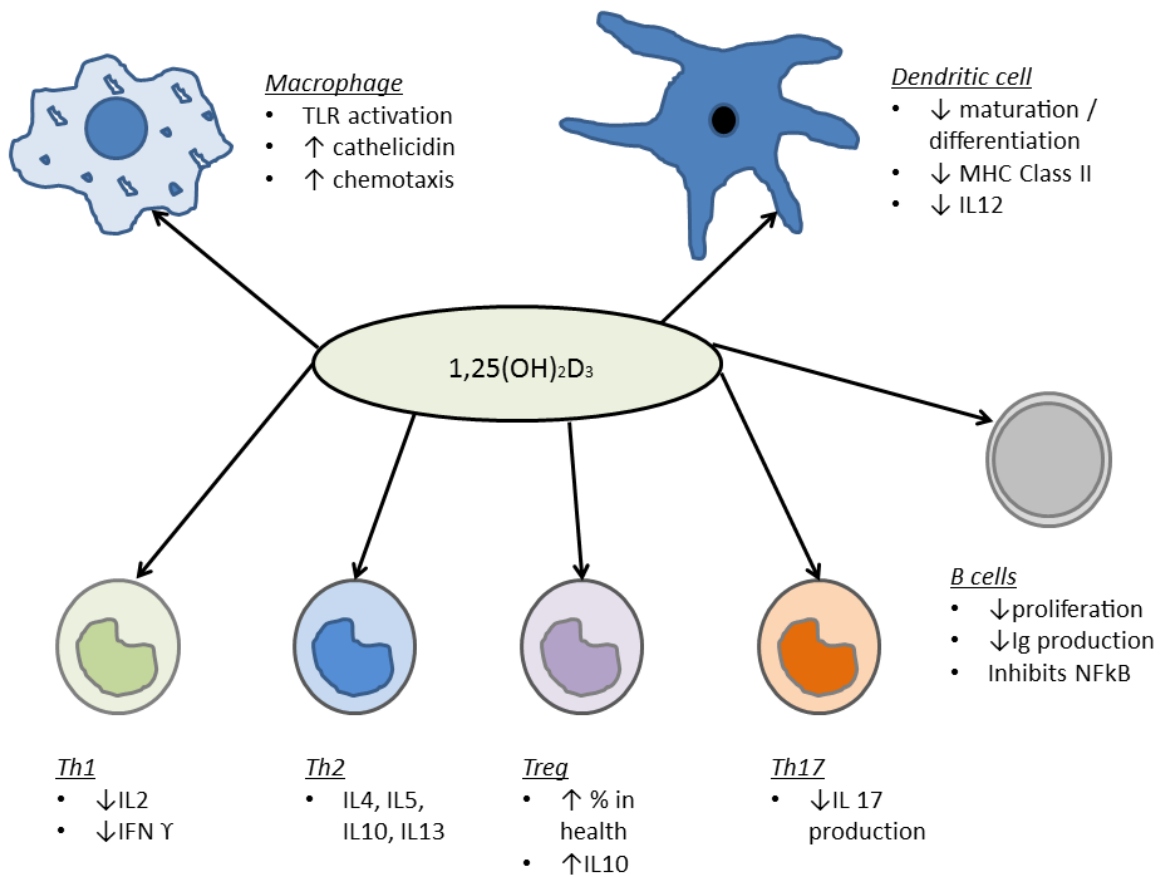 Macrophage
• TLR activation
• ↑ cathelicidin
• ↑ chemotaxis
Dendritic cell
• ↓ maturation /
differentiation
• ↓ MHC Class II
• ↓ IL12
1,25(OH)₂D₃
B cells
• ↓proliferation
• ↓Ig production
• Inhibits NFkB
Th1
• ↓IL2
• ↓IFN ϒ
Th2
• IL4, IL5,
IL10, IL13
Treg
• ↑ % in
health
• ↑IL10
Th17
• ↓IL 17
production